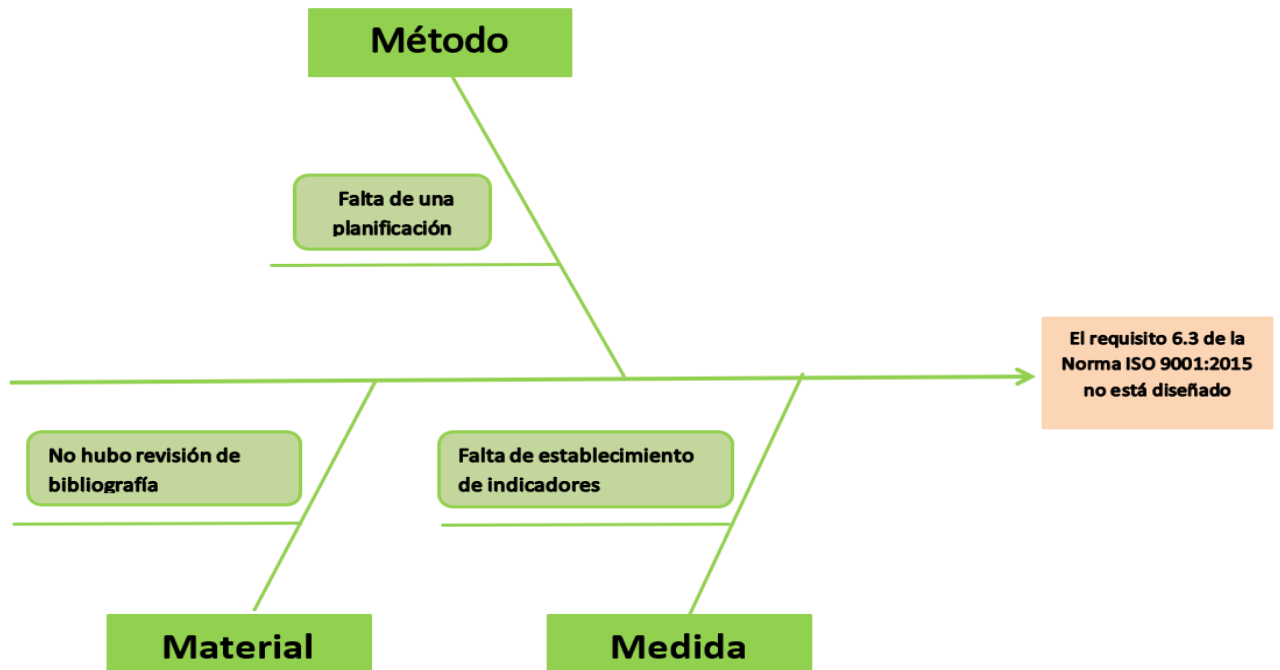 Método
Falta de una
planificación
El requisito 6.3 de la
Norma ISO 9001:2015
no está diseñado
No hubo revisión de
bibliografía
Falta de establecimiento
de indicadores
Material
Medida